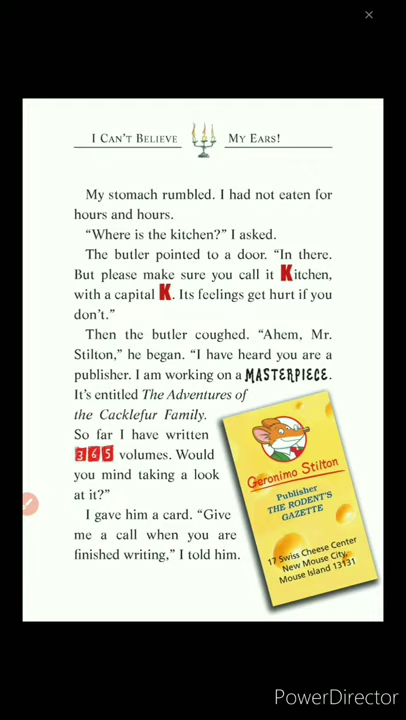 I CAN'T BELIEVE MY EARS!
My stomach rumbled. I had not eaten for
hours and hours.
"Where is the kitchen?" I asked.
The butler pointed to a door. "In there.
But please make sure you call it Kitchen,
with a capital K. Its feelings get hurt if you
don't."
Then the butler coughed. "Ahem, Mr.
Stilton," he began. "I have heard you are a
publisher. I am working on a MASTERPIECE.
It's entitled The Adventures of
the Cacklefur Family.
So far I have written
365 volumes. Would
you mind taking a look
at it?"
I gave him a card. "Give
me a call when you are
finished writing," I told him.
Geronimo Stilton
Publisher
THE RODENT'S
GAZETTE
17 Swiss Cheese Center
New Mouse City,
Mouse Island 13131
PowerDirector